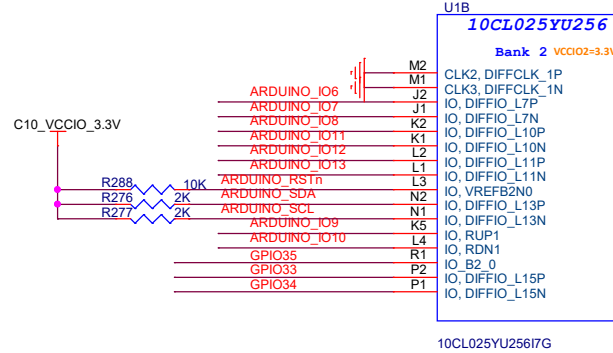 U1B
10CL025YU256
Bank 2 VCCIO2=3.3V
M2 CLK2, DIFFCLK_1P
M1 CLK3, DIFFCLK_1N
ARDUINO_IO6 J2 IO, DIFFIO_L7P
ARDUINO_IO7 J1 IO, DIFFIO_L7N
ARDUINO_IO8 K2 IO, DIFFIO_L10P
C10_VCCIO_3.3V
ARDUINO_IO11 K1 IO, DIFFIO_L10N
ARDUINO_IO12 L2 IO, DIFFIO_L11P
ARDUINO_IO13 L1 IO, DIFFIO_L11N
R288 10K ARDUINO_RSTn L3 IO, VREFB2N0
R276 2K ARDUINO_SDA N2 IO, DIFFIO_L13P
R277 2K ARDUINO_SCL N1 IO, DIFFIO_L13N
ARDUINO_IO9 K5 IO, RUP1
ARDUINO_IO10 L4 IO, RDN1
GPIO35 R1 IO_B2_0
GPIO33 P2 IO, DIFFIO_L15P
GPIO34 P1 IO, DIFFIO_L15N
10CL025YU256I7G